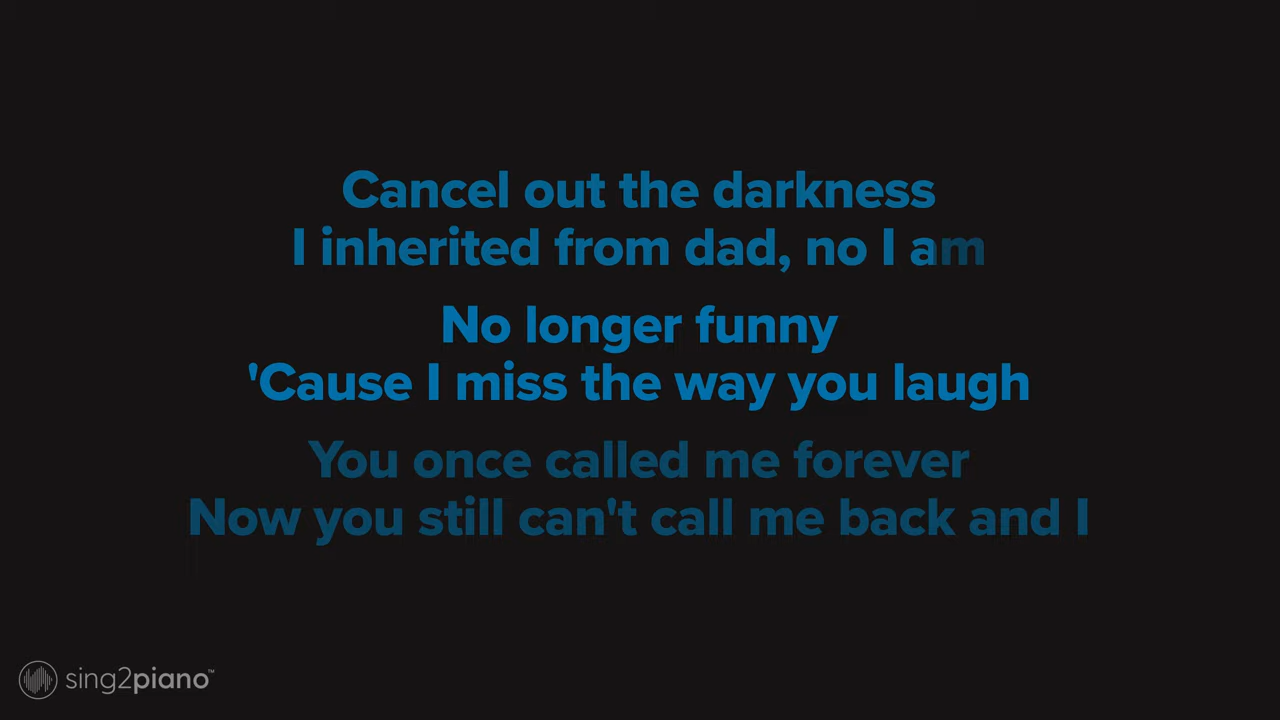 Cancel out the darkness
I inherited from dad, no I am
No longer funny
'Cause I miss the way you laugh
You once called me forever
Now you still can't call me back and I
sing2piano™